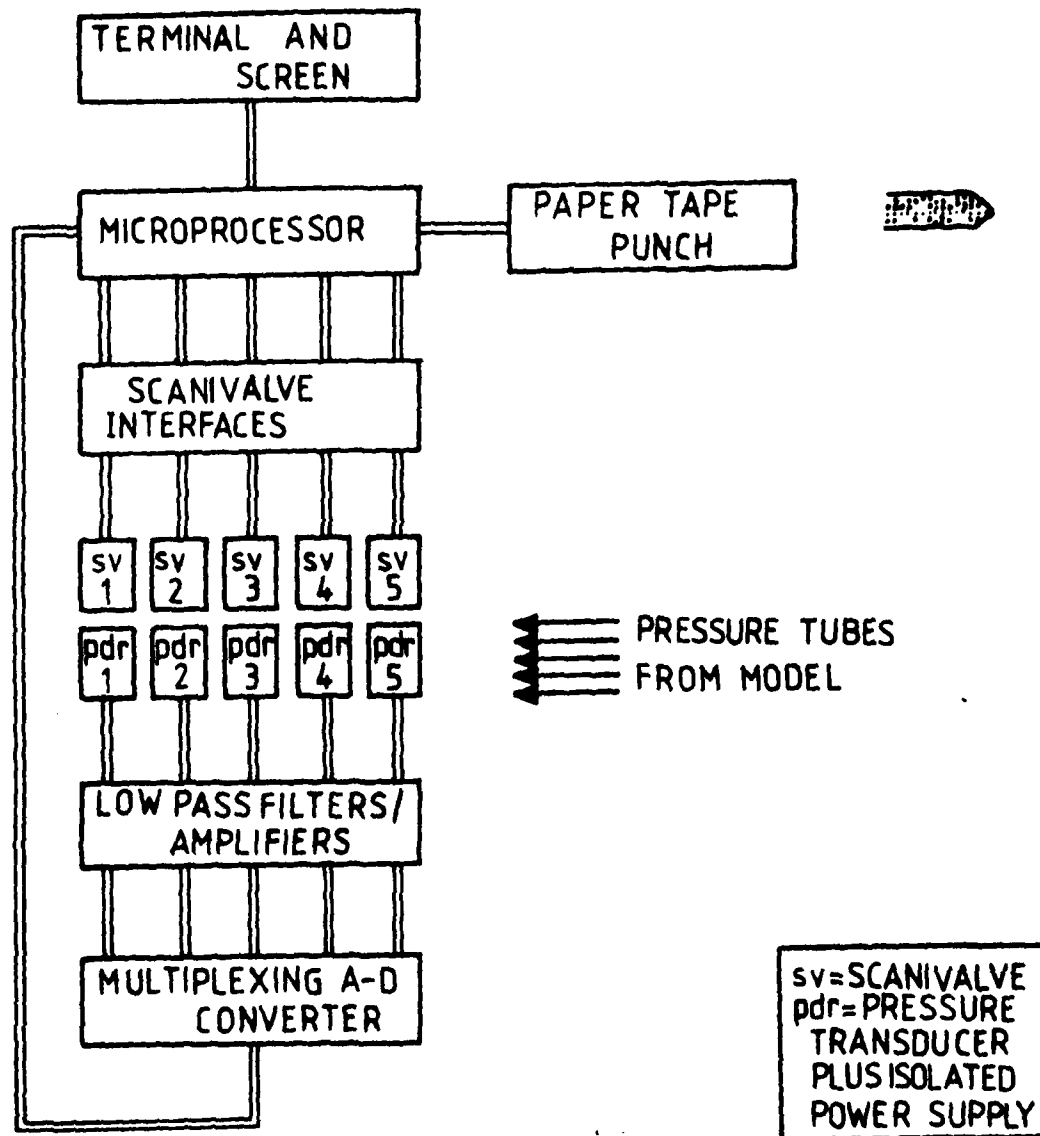 TERMINAL AND
SCREEN
MICROPROCESSOR
PAPER TAPE
PUNCH
SCANIVALVE
INTERFACES
sv
1
sv
2
sv
3
sv
4
sv
5
pdr
1
pdr
2
pdr
3
pdr
4
pdr
5
PRESSURE TUBES
FROM MODEL
LOW PASS FILTERS/
AMPLIFIERS
MULTIPLEXING A-D
CONVERTER
sv=SCANIVALVE
pdr=PRESSURE
TRANSDUCER
PLUS ISOLATED
POWER SUPPLY